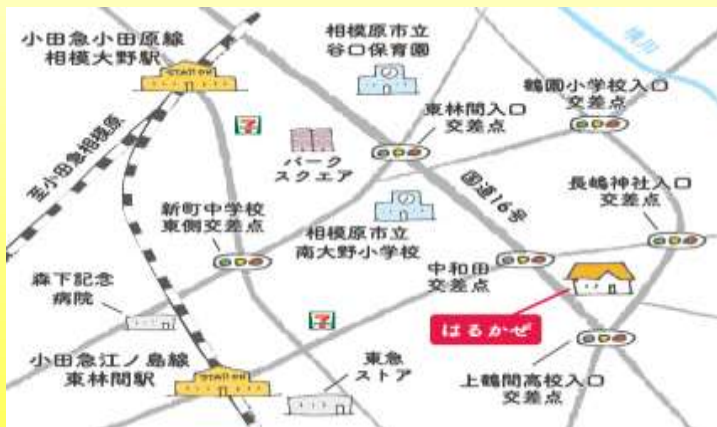 小田急小田原線
相模大野駅
STATION
至小田急相模原
相模原市立
谷口保育園
境川
鶴園小学校入口
交差点
東林間入口
交差点
パーク
スクエア
国道16号
長嶋神社入口
交差点
新町中学校
東側交差点
相模原市立
南大野小学校
中和田
交差点
森下記念
病院
はるかぜ
小田急江ノ島線
東林間駅
STATION
東急
ストア
上鶴間高校入口
交差点